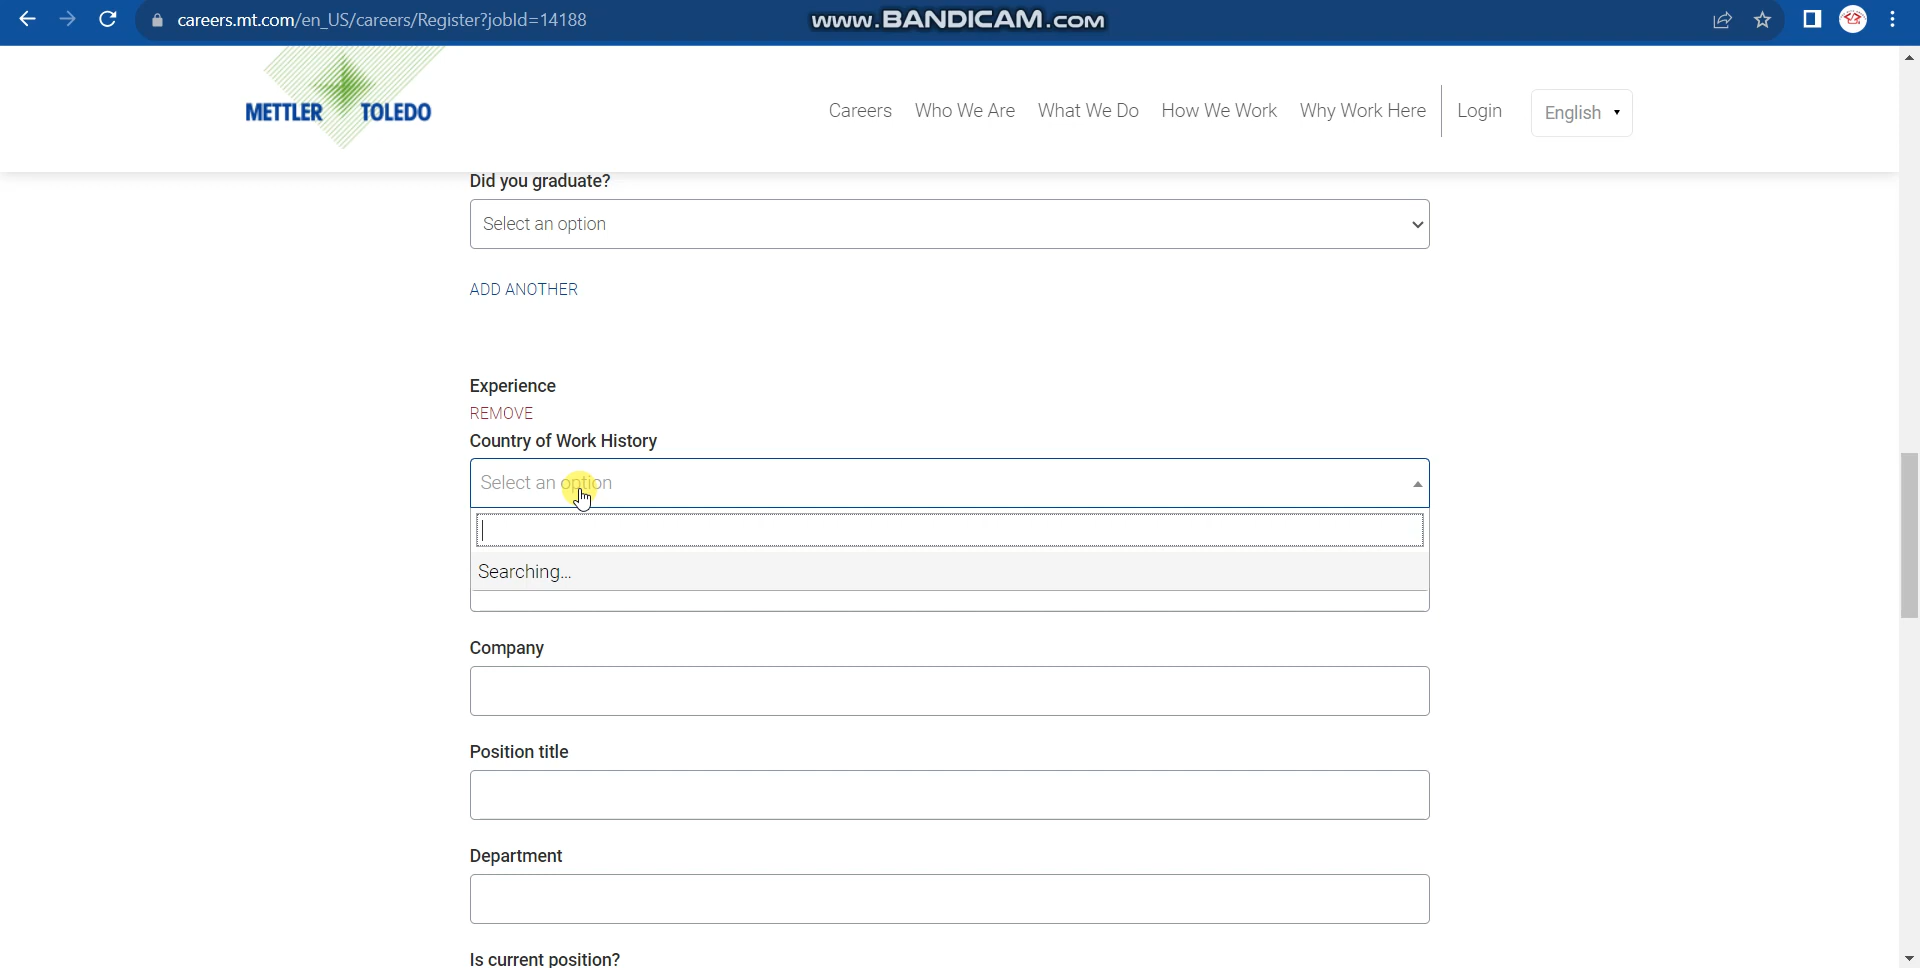 careers.mt.com/en_US/careers/Register?jobId=14188
www.BANDICAM.com
METTLER TOLEDO
Careers Who We Are What We Do How We Work Why Work Here Login English
Did you graduate?
Select an option
ADD ANOTHER
Experience
REMOVE
Country of Work History
Select an option
Searching...
Company
Position title
Department
Is current position?